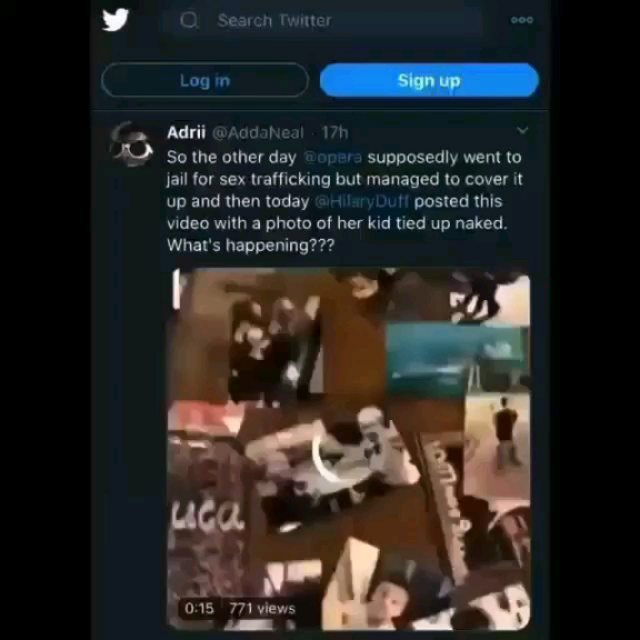 Search Twitter
Log in
Sign up
Adrii @AddaNeal · 17h
So the other day @opera supposedly went to
jail for sex trafficking but managed to cover it
up and then today @HilaryDuff posted this
video with a photo of her kid tied up naked.
What's happening???
uca
0:15
771 views